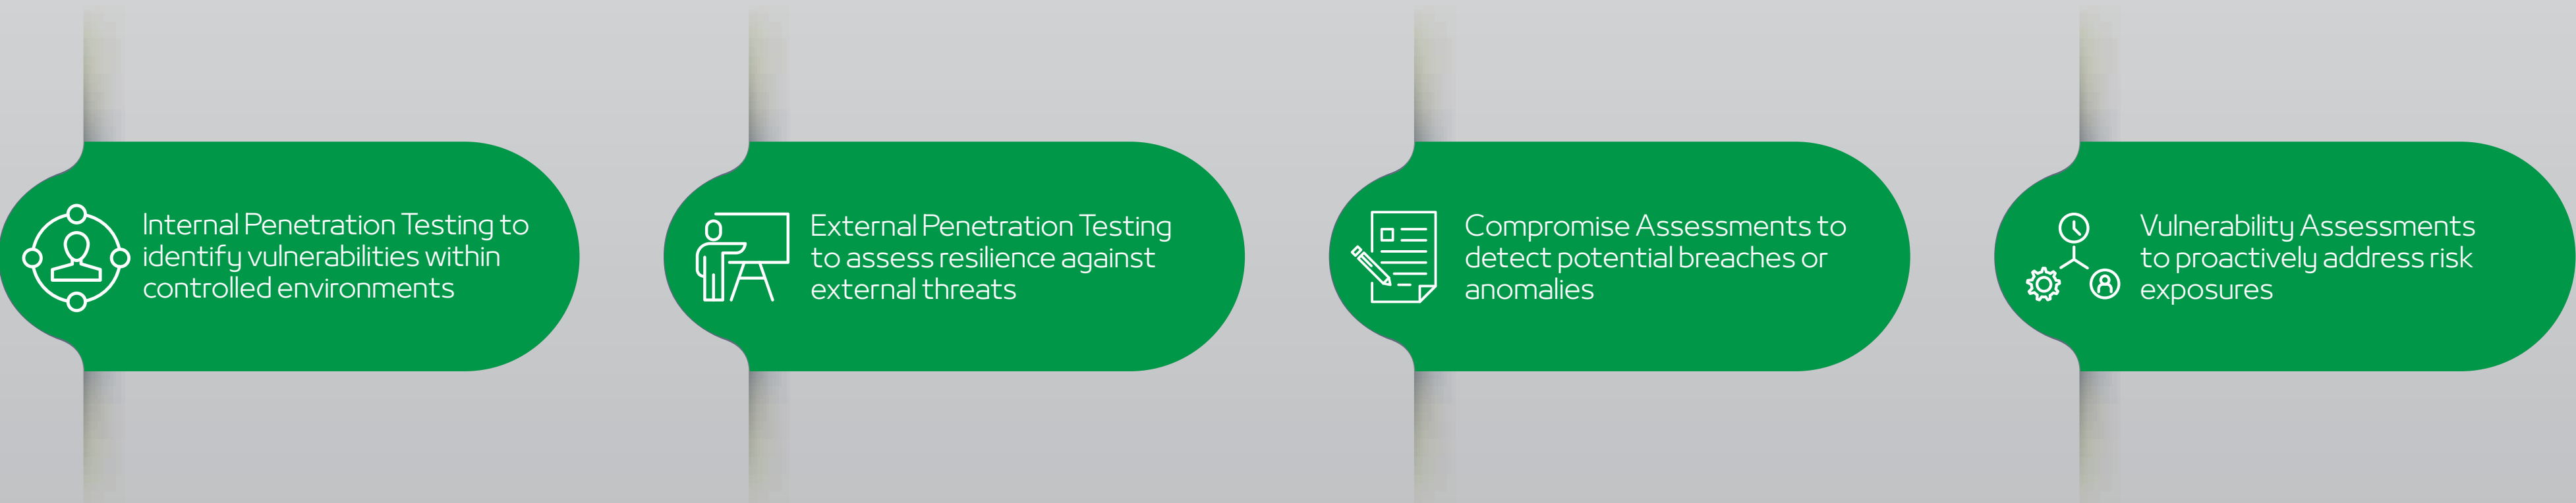 Internal Penetration Testing to
identify vulnerabilities within
controlled environments
External Penetration Testing
to assess resilience against
external threats
Compromise Assessments to
detect potential breaches or
anomalies
Vulnerability Assessments
to proactively address risk
exposures